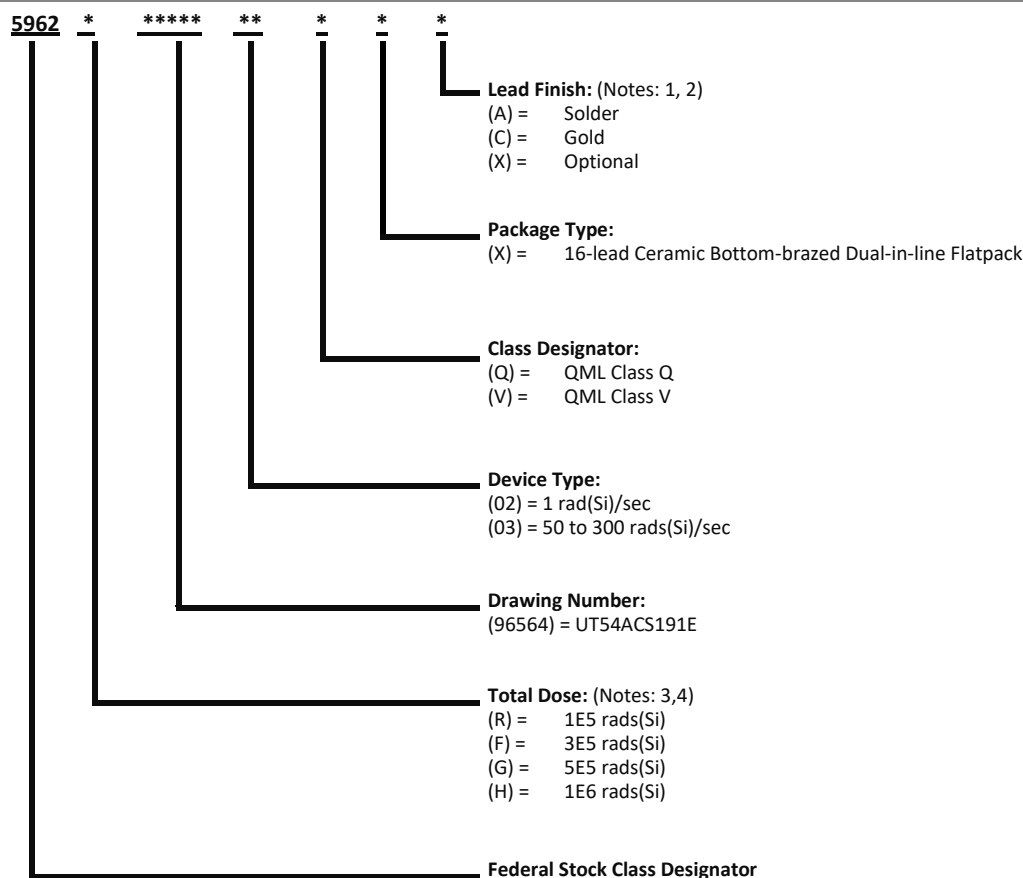 5962 * ***** ** * * *
Lead Finish: (Notes: 1, 2)
(A) = Solder
(C) = Gold
(X) = Optional
Package Type:
(X) = 16-lead Ceramic Bottom-brazed Dual-in-line Flatpack
Class Designator:
(Q) = QML Class Q
(V) = QML Class V
Device Type:
(02) = 1 rad(Si)/sec
(03) = 50 to 300 rads(Si)/sec
Drawing Number:
(96564) = UT54ACS191E
Total Dose: (Notes: 3,4)
(R) = 1E5 rads(Si)
(F) = 3E5 rads(Si)
(G) = 5E5 rads(Si)
(H) = 1E6 rads(Si)
Federal Stock Class Designator